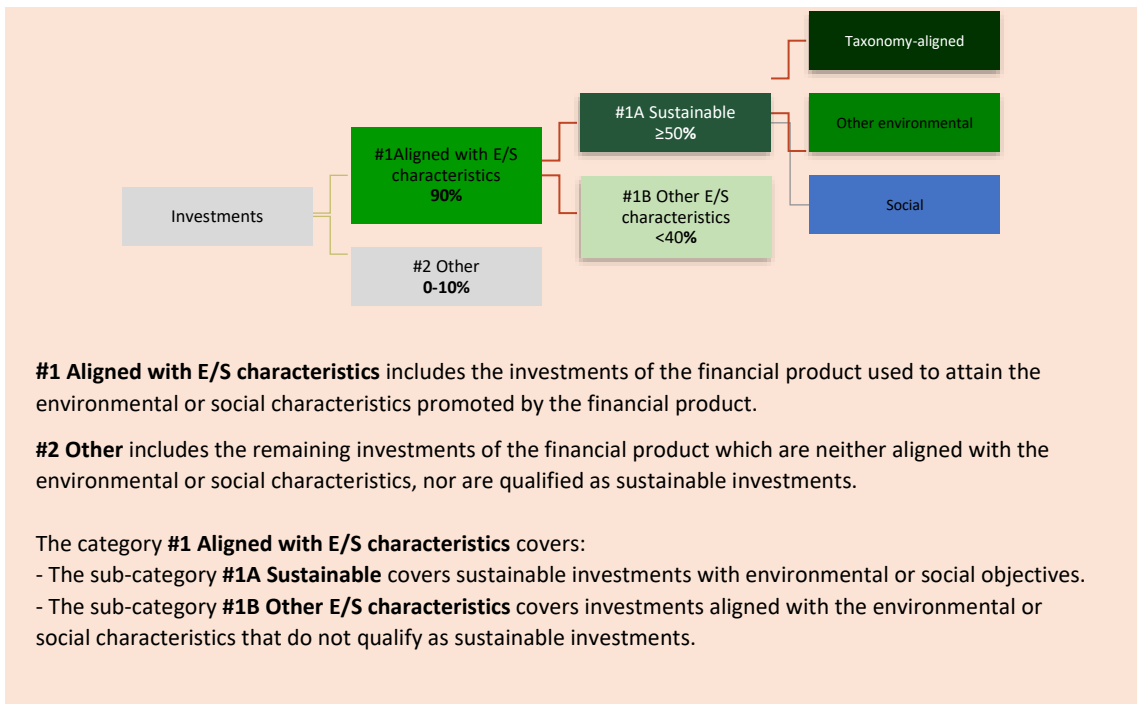 Taxonomy-aligned
#1A Sustainable
≥50%
Other environmental
#1Aligned with E/S
characteristics
90%
#1B Other E/S
characteristics
<40%
Investments
Social
#2 Other
0-10%
#1 Aligned with E/S characteristics includes the investments of the financial product used to attain the
environmental or social characteristics promoted by the financial product.
#2 Other includes the remaining investments of the financial product which are neither aligned with the
environmental or social characteristics, nor are qualified as sustainable investments.
The category #1 Aligned with E/S characteristics covers:
- The sub-category #1A Sustainable covers sustainable investments with environmental or social objectives.
- The sub-category #1B Other E/S characteristics covers investments aligned with the environmental or
social characteristics that do not qualify as sustainable investments.